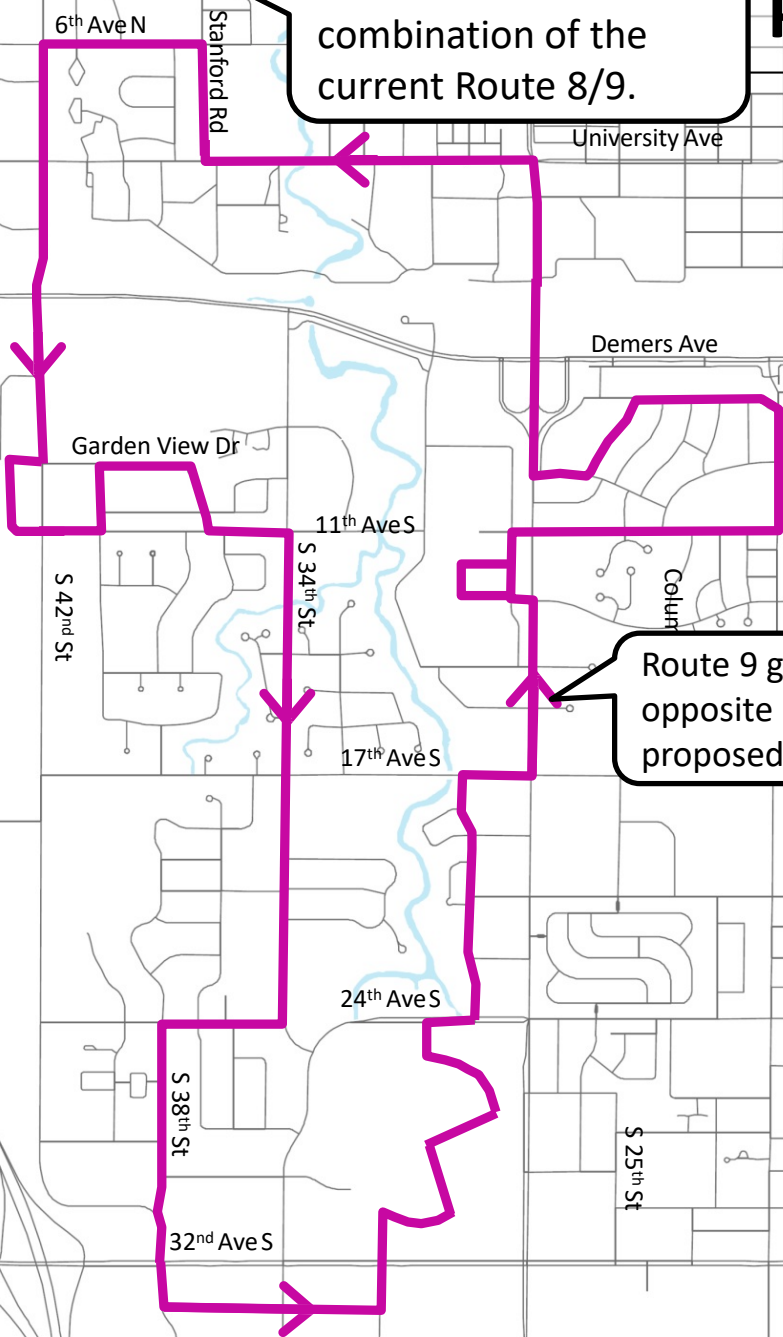 6th Ave N
Stanford Rd
combination of the
current Route 8/9.
University Ave
Demers Ave
Garden View Dr
11th Ave S
S 34th St
S 42nd St
Route 9
opposite
proposed
17th Ave S
24th Ave S
S 38th St
S 25th St
32nd Ave S